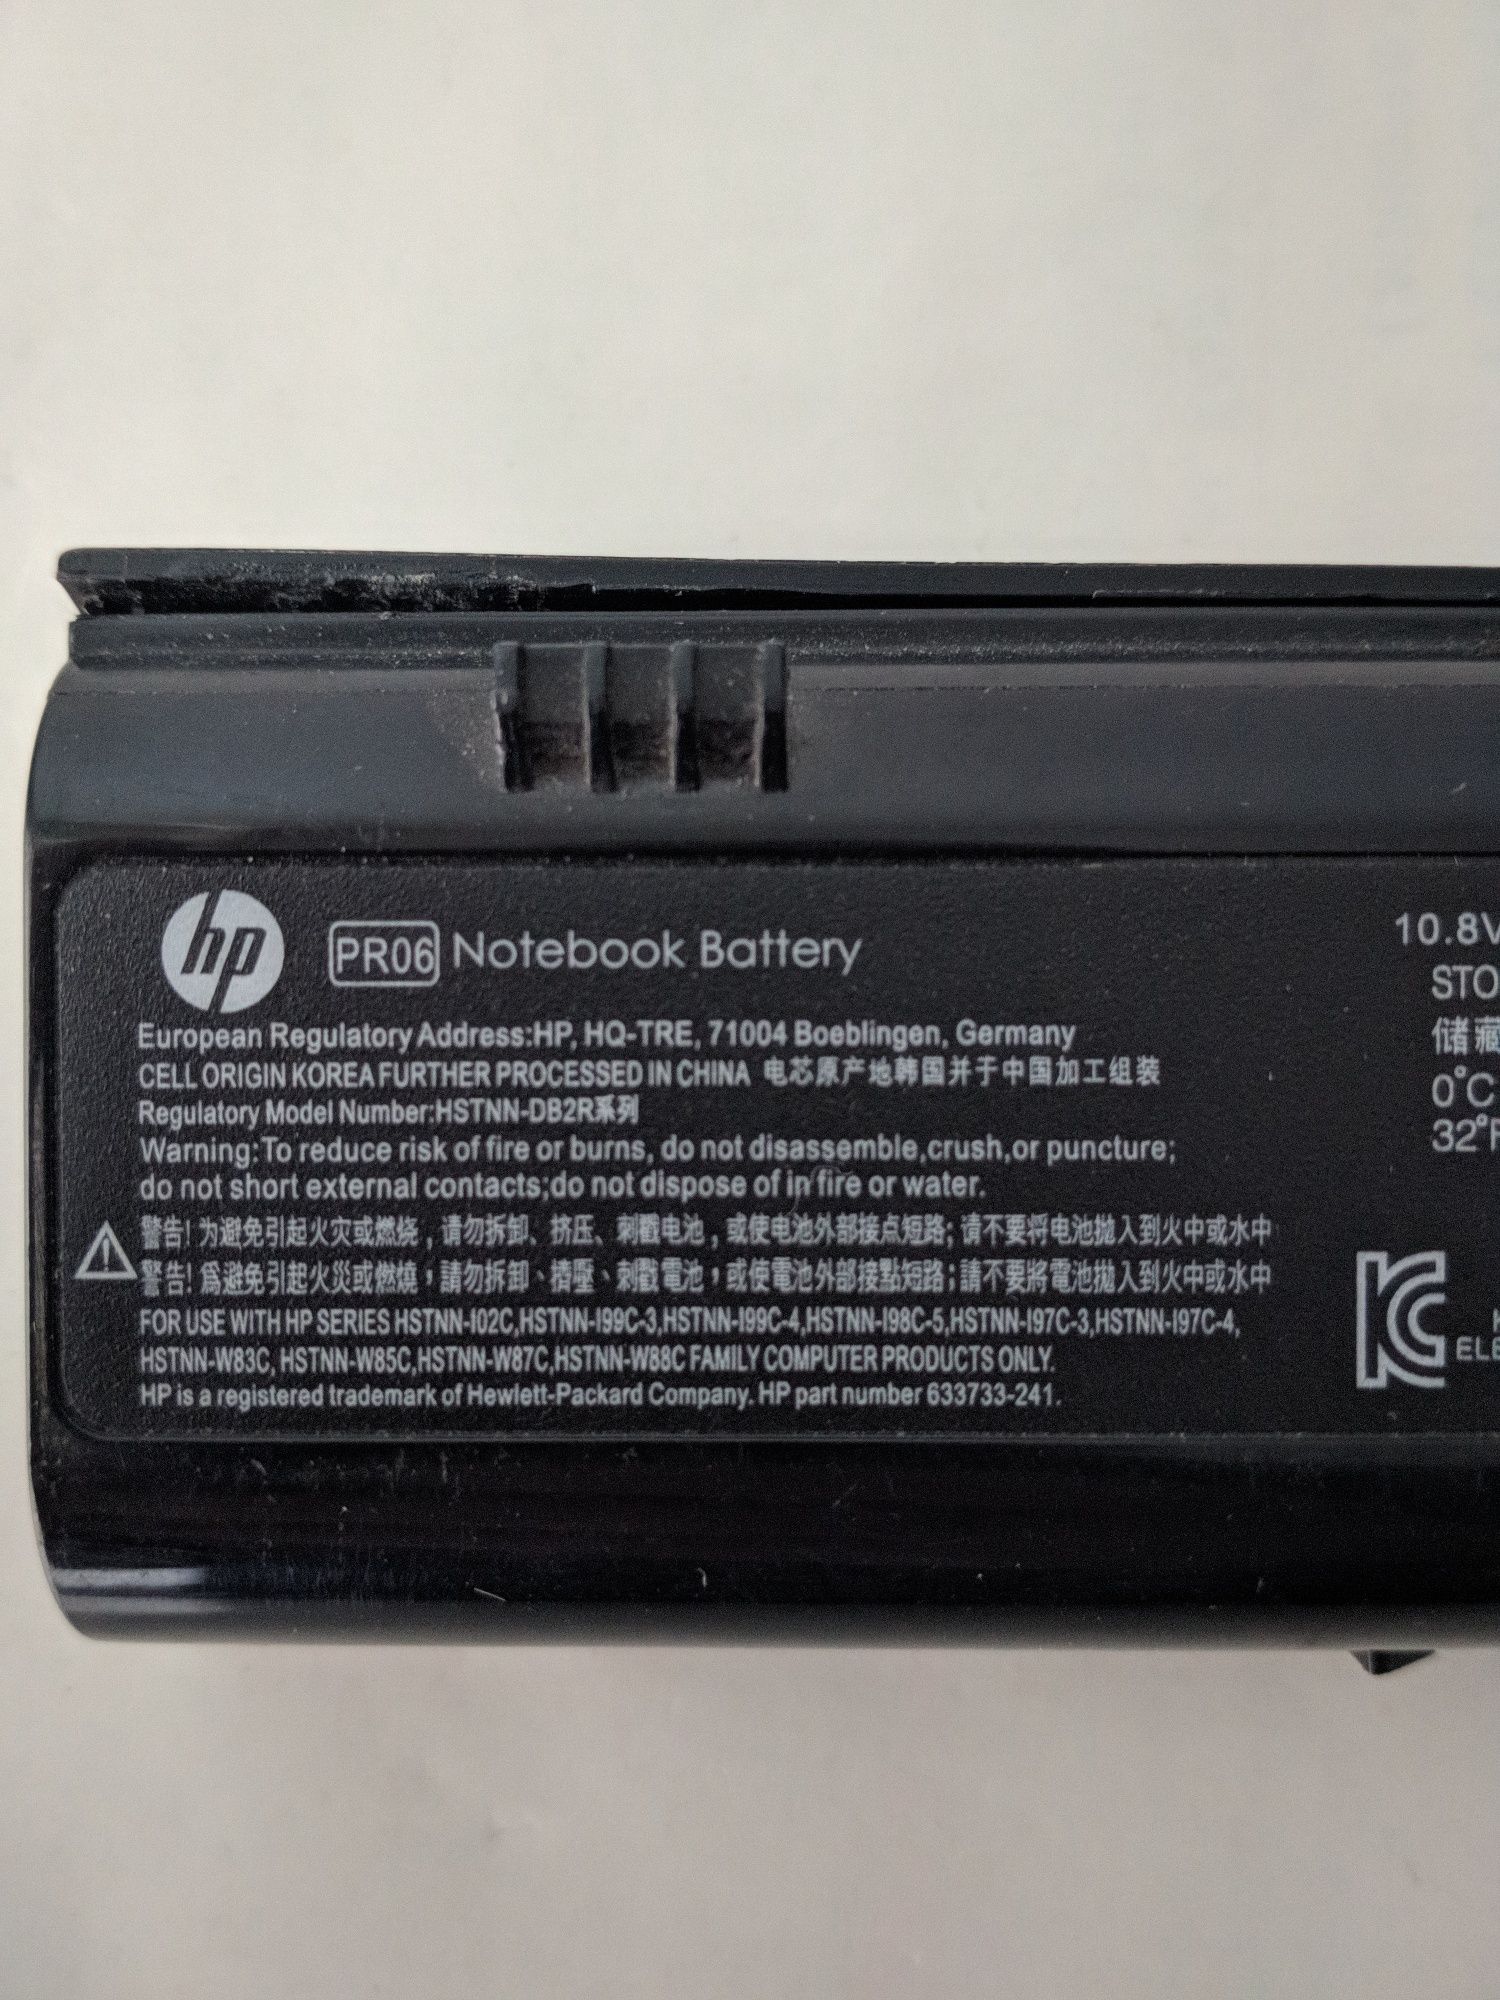 hp PR06 Notebook Battery
European Regulatory Address:HP, HQ-TRE, 71004 Boeblingen, Germany
CELL ORIGIN KOREA FURTHER PROCESSED IN CHINA 电芯原产地韩国并于中国加工组装
Regulatory Model Number:HSTNN-DB2R系列
Warning:To reduce risk of fire or burns, do not disassemble,crush,or puncture;
do not short external contacts;do not dispose of in fire or water.
警告! 为避免引起火灾或燃烧，请勿拆卸、挤压、刺戳电池，或使电池外部接点短路; 请不要将电池拋入到火中或水中
警告! 爲避免引起火災或燃燒，請勿拆卸、擠壓、刺戳電池，或使電池外部接點短路; 請不要將電池拋入到火中或水中
FOR USE WITH HP SERIES HSTNN-I02C,HSTNN-I99C-3,HSTNN-I99C-4,HSTNN-I98C-5,HSTNN-I97C-3,HSTNN-I97C-4,
HSTNN-W83C, HSTNN-W85C,HSTNN-W87C,HSTNN-W88C FAMILY COMPUTER PRODUCTS ONLY.
HP is a registered trademark of Hewlett-Packard Company. HP part number 633733-241.
10.8V
STO
储藏
0°C
32°F
KC
ELE